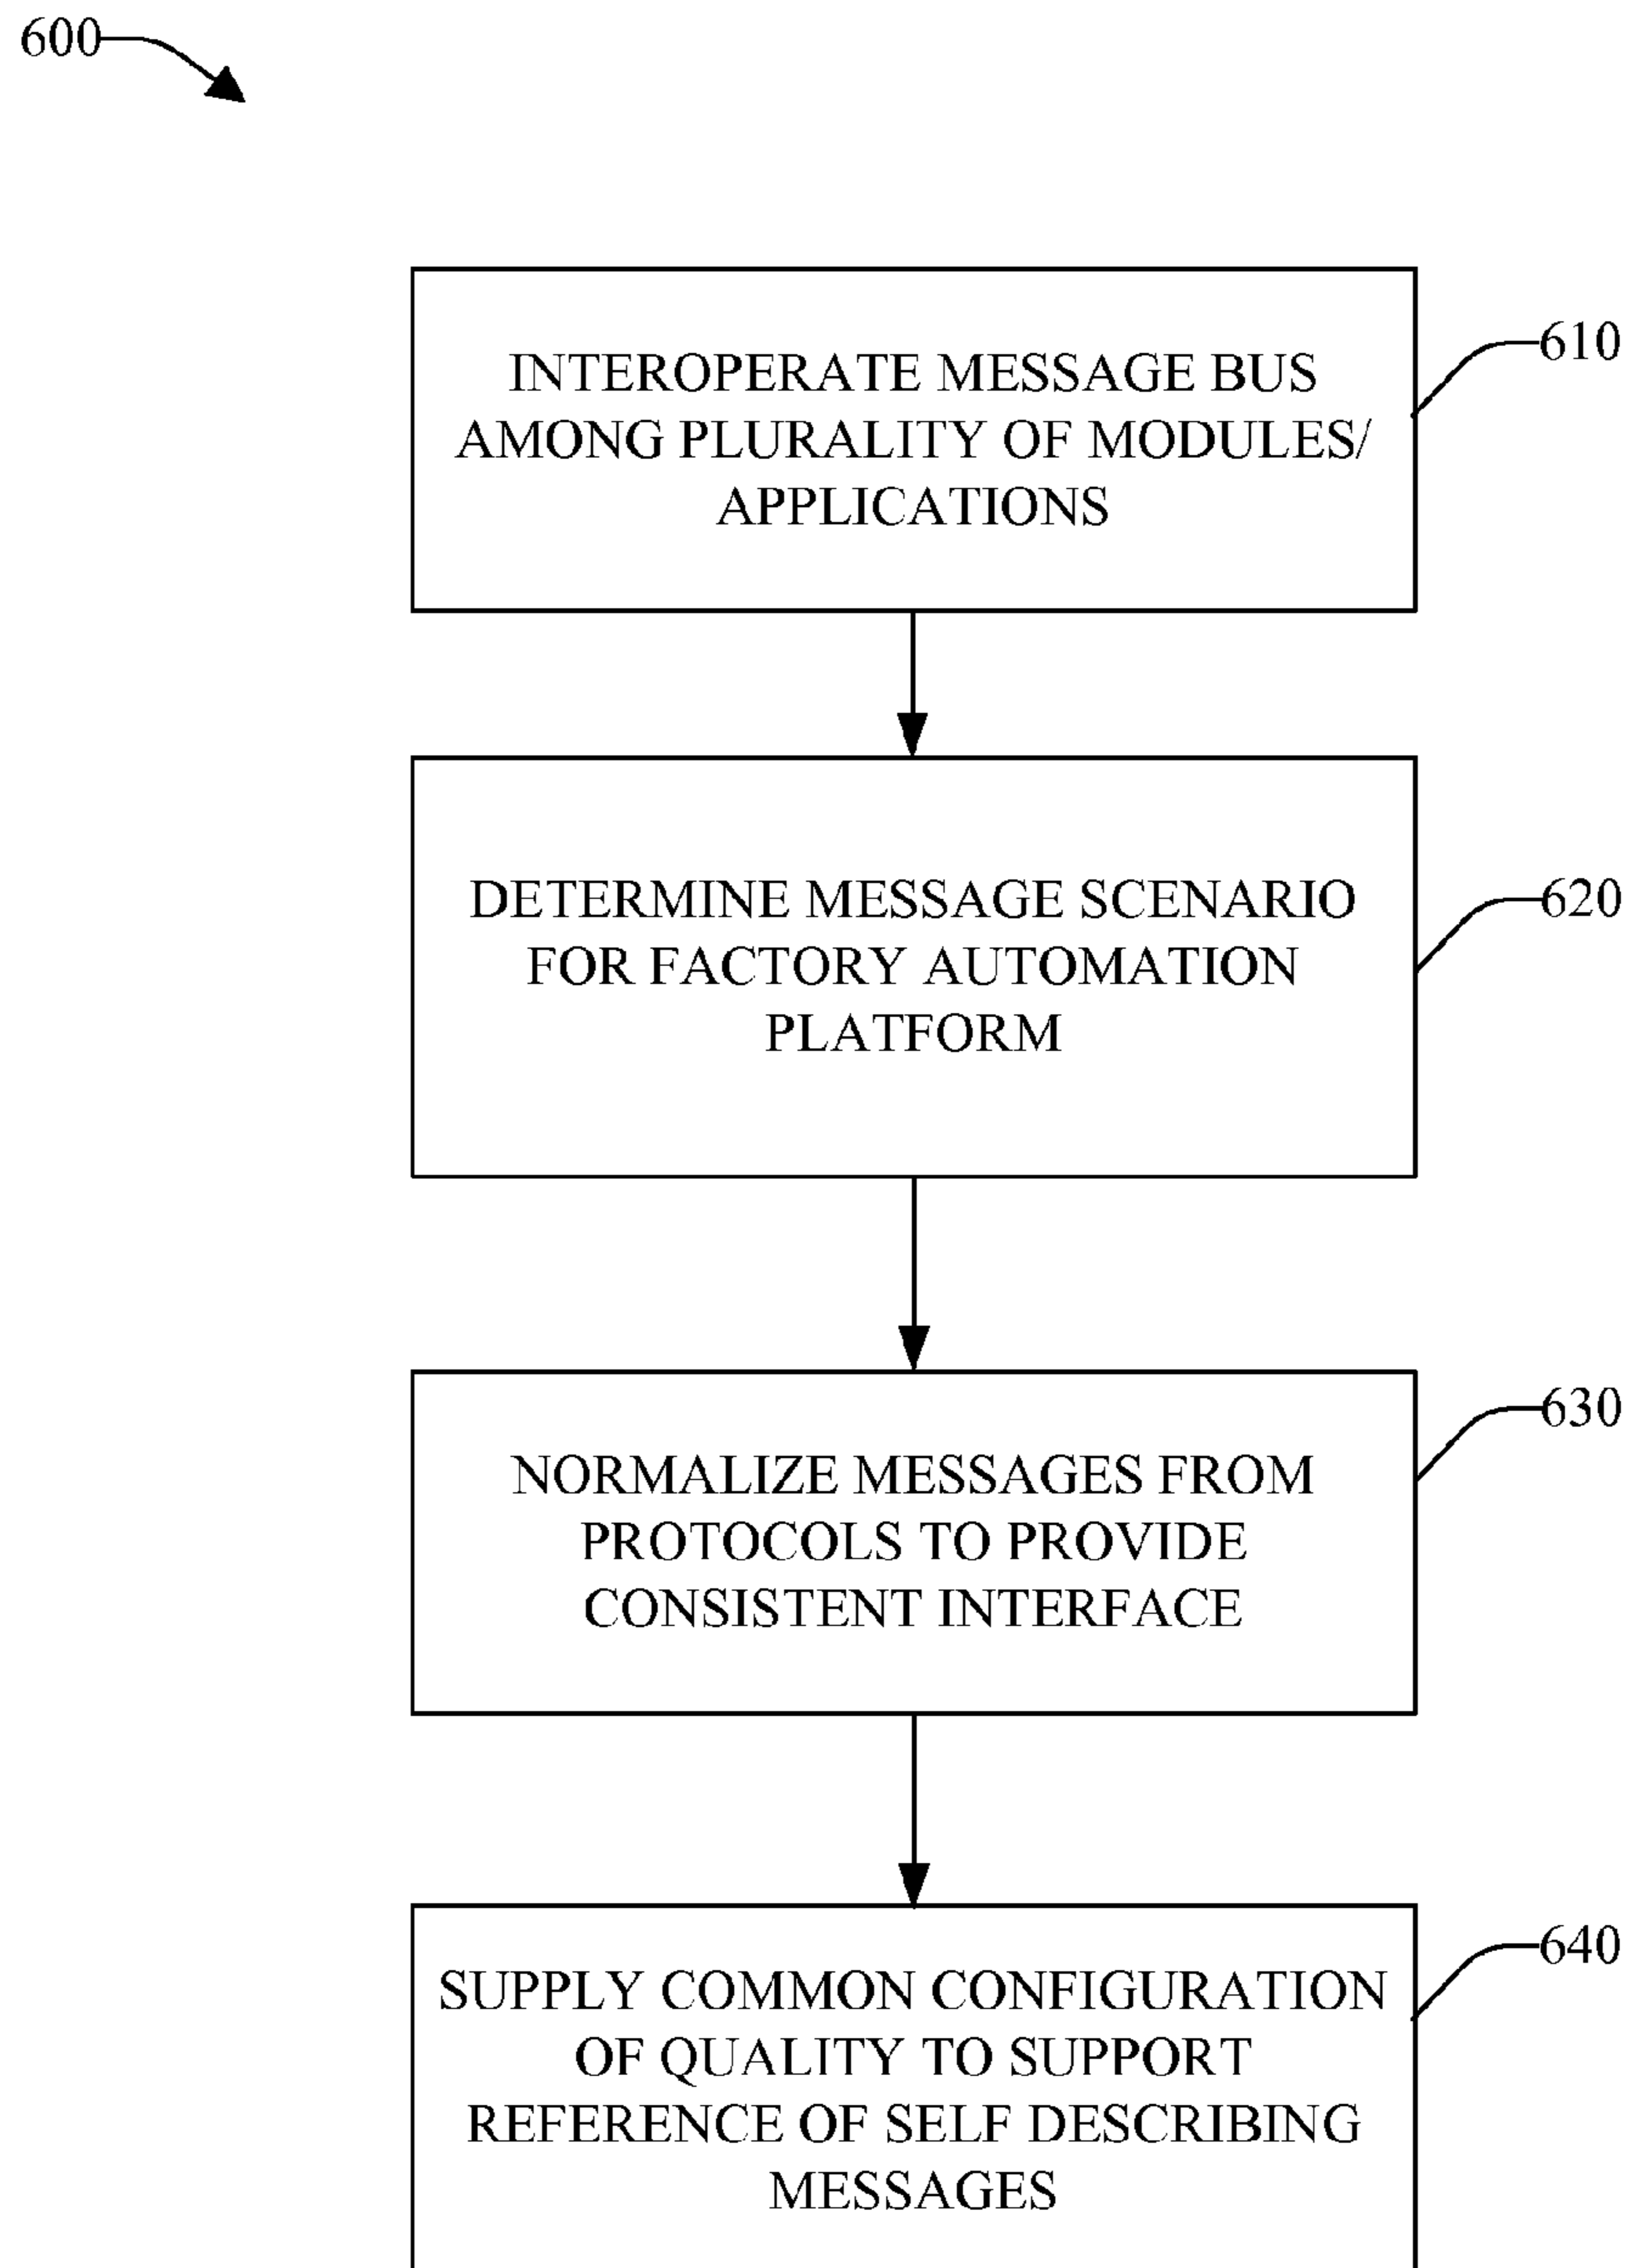 600
INTEROPERATE MESSAGE BUS
AMONG PLURALITY OF MODULES/
APPLICATIONS
610
DETERMINE MESSAGE SCENARIO
FOR FACTORY AUTOMATION
PLATFORM
620
NORMALIZE MESSAGES FROM
PROTOCOLS TO PROVIDE
CONSISTENT INTERFACE
630
SUPPLY COMMON CONFIGURATION
OF QUALITY TO SUPPORT
REFERENCE OF SELF DESCRIBING
MESSAGES
640